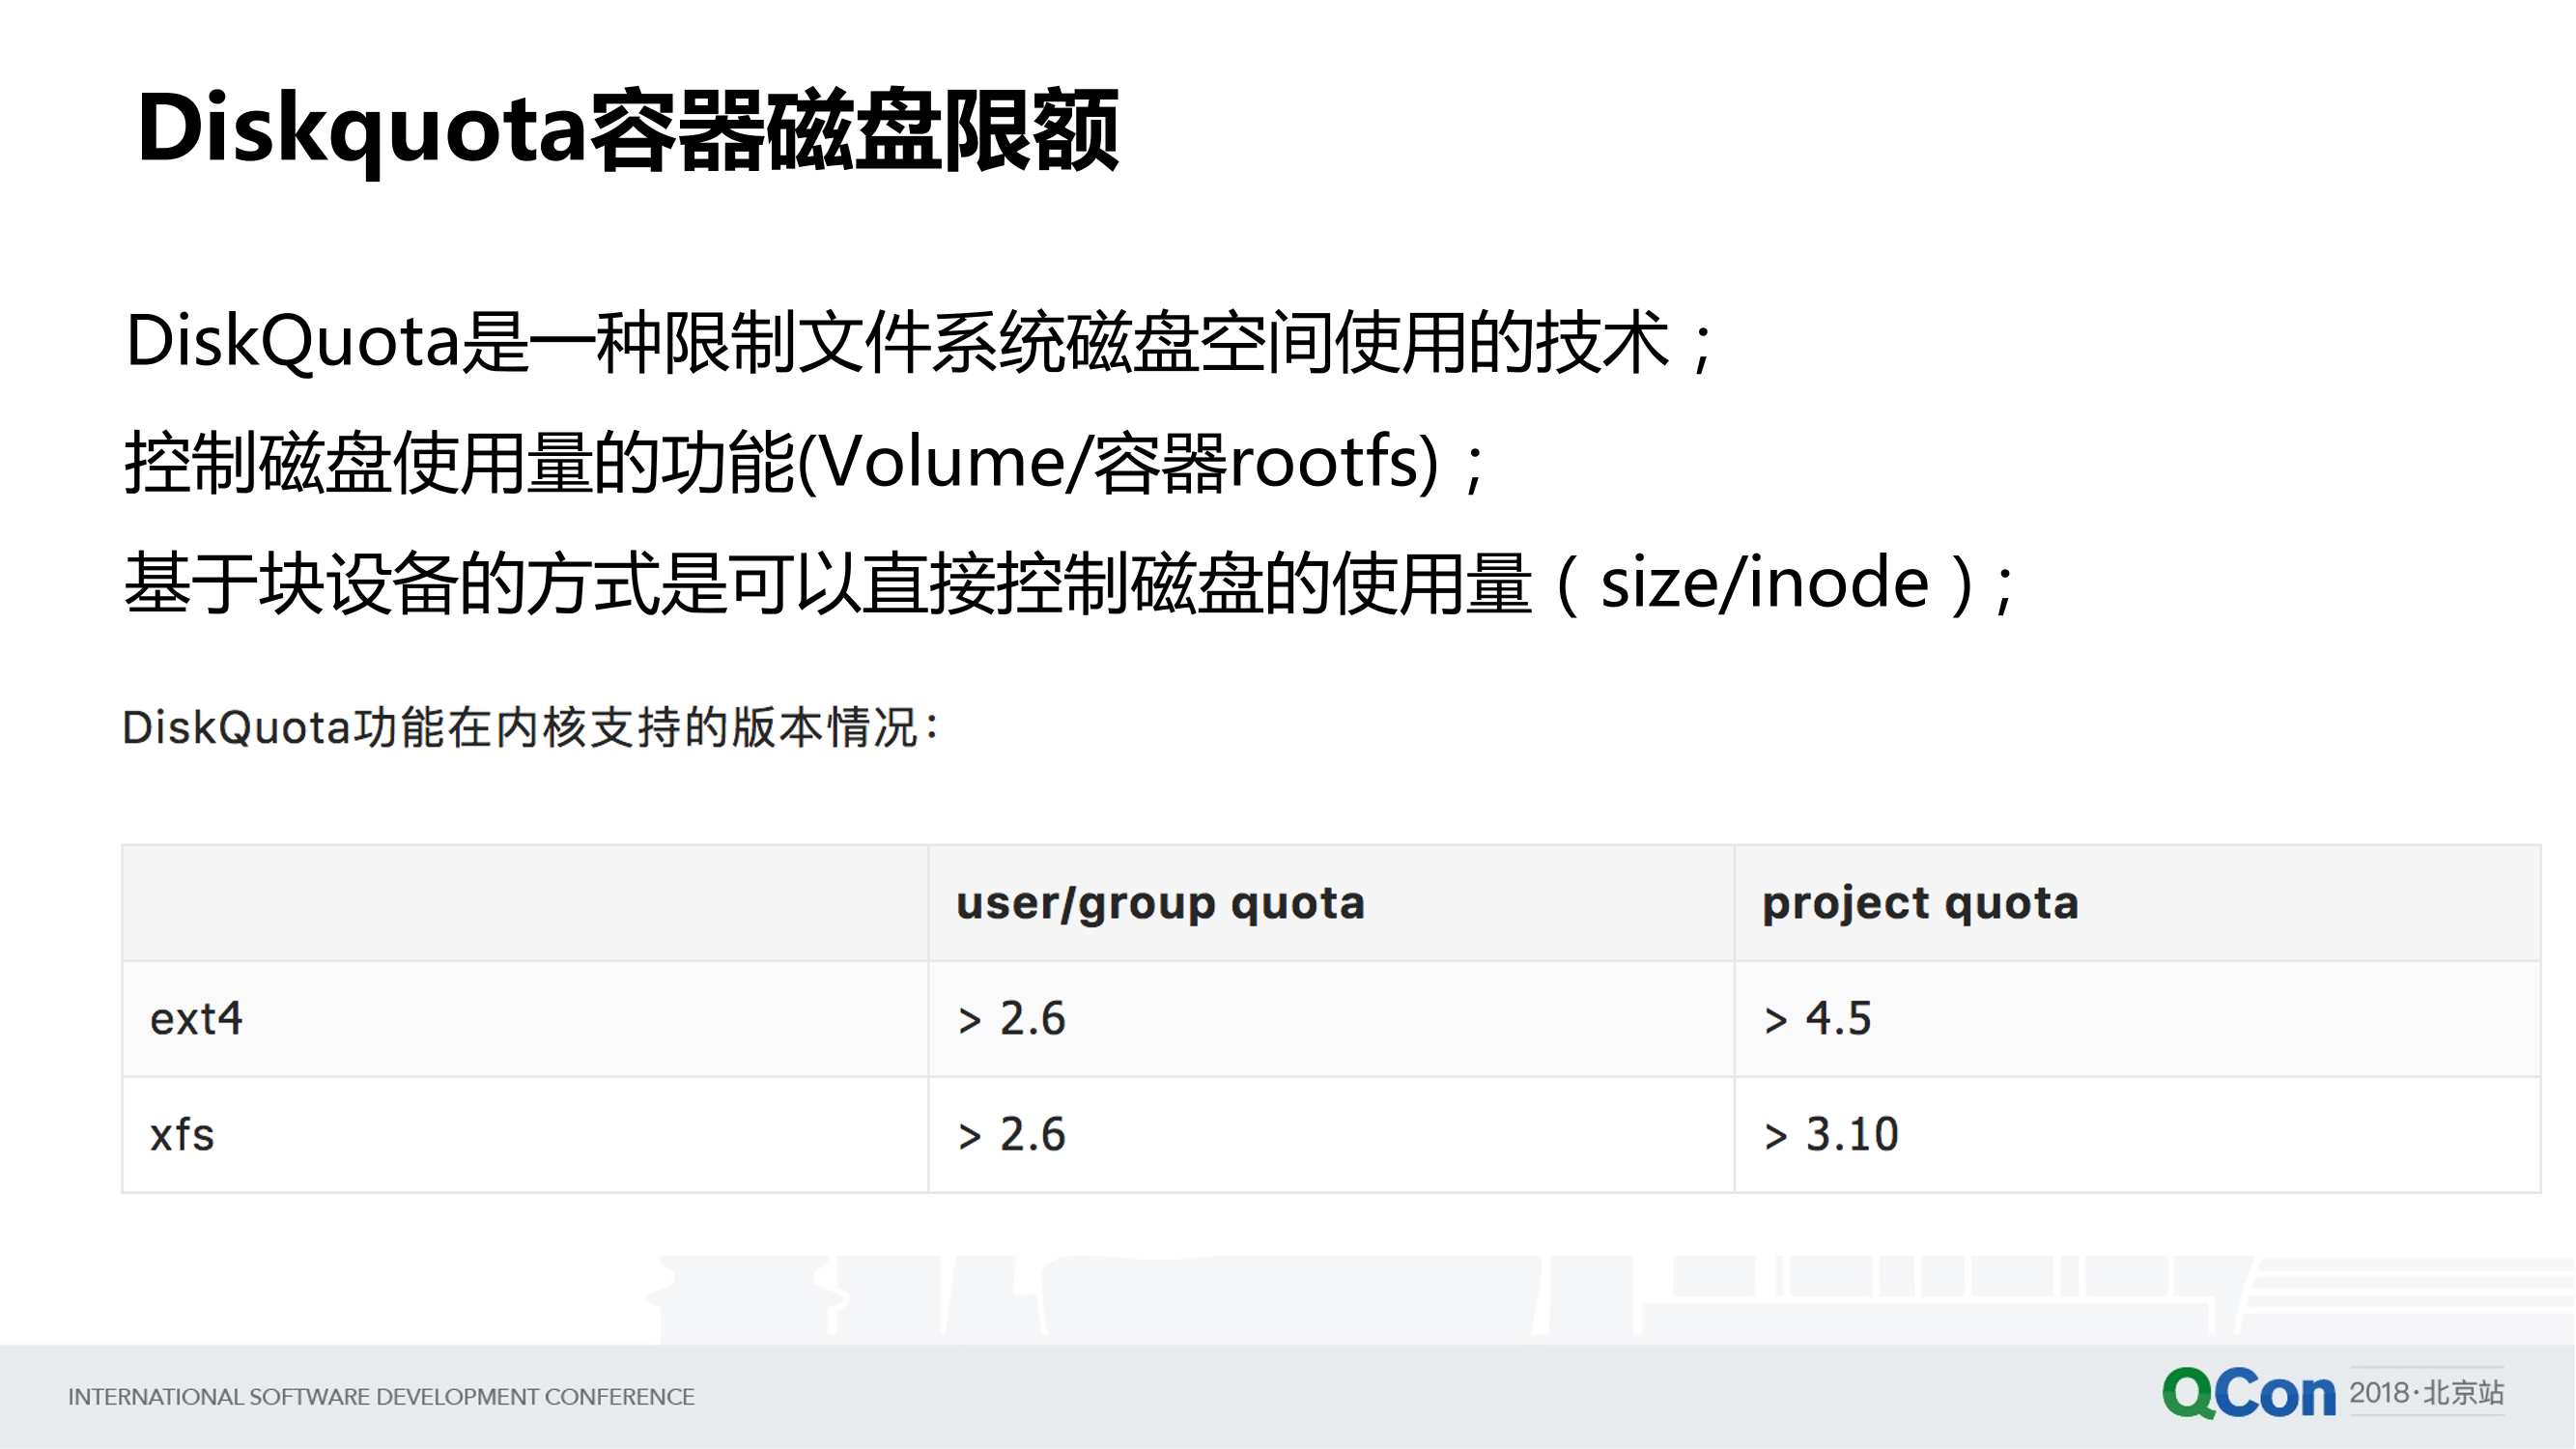 Diskquota容器磁盘限额
DiskQuota是一种限制文件系统磁盘空间使用的技术；
控制磁盘使用量的功能(Volume/容器rootfs)；
基于块设备的方式是可以直接控制磁盘的使用量（size/inode）；
DiskQuota功能在内核支持的版本情况：
user/group quota project quota
ext4 > 2.6 > 4.5
xfs > 2.6 > 3.10
INTERNATIONAL SOFTWARE DEVELOPMENT CONFERENCE
QCon 2018·北京站